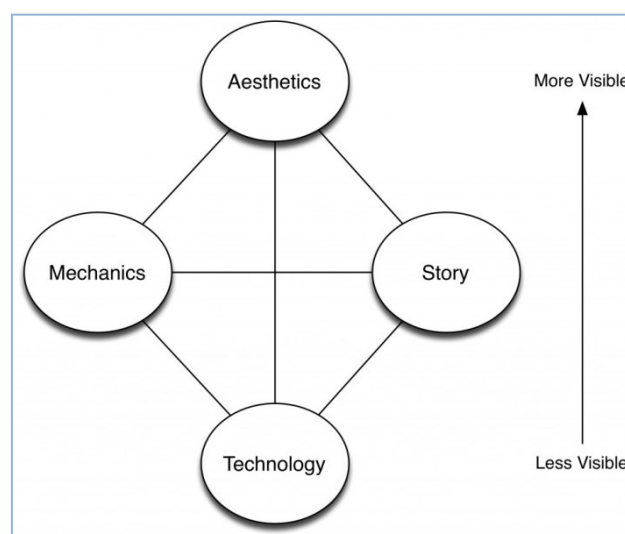 Aesthetics
More Visible
Mechanics
Story
Technology
Less Visible